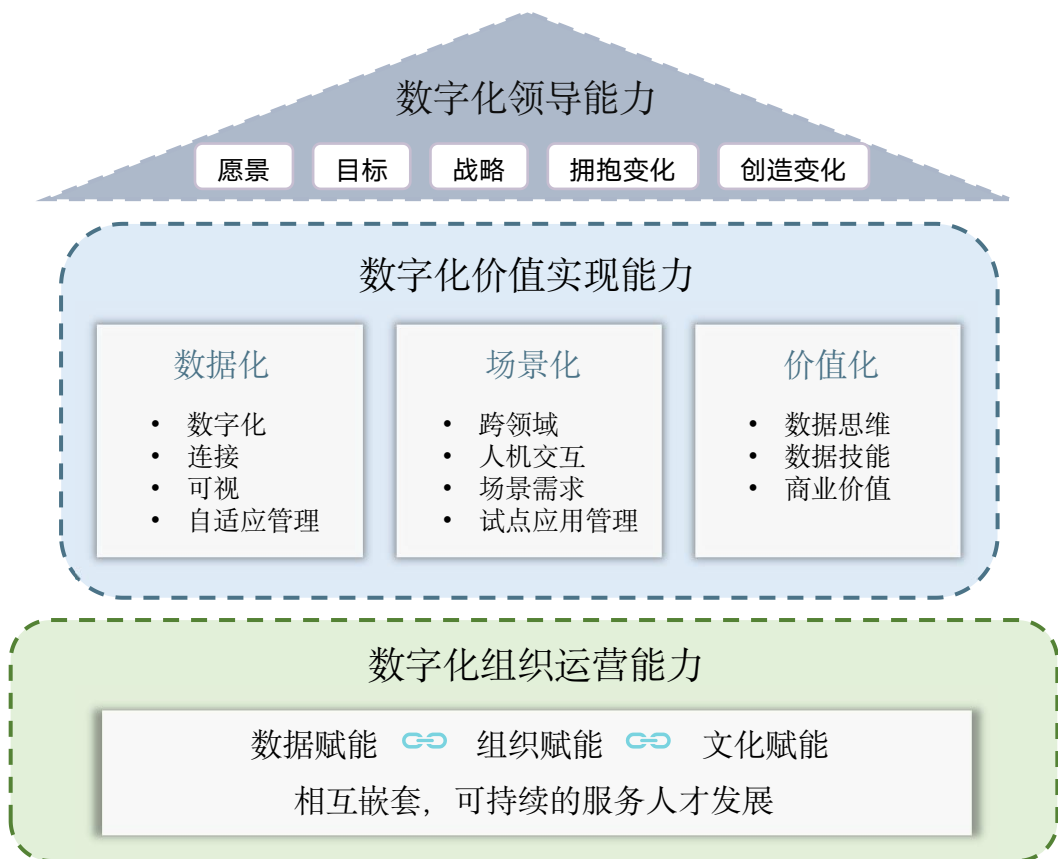 数字化领导能力
愿景 目标 战略 拥抱变化 创造变化
数字化价值实现能力
数据化
• 数字化
• 连接
• 可视
• 自适应管理
场景化
• 跨领域
• 人机交互
• 场景需求
• 试点应用管理
价值化
• 数据思维
• 数据技能
• 商业价值
数字化组织运营能力
数据赋能 组织赋能 文化赋能
相互嵌套，可持续的服务人才发展